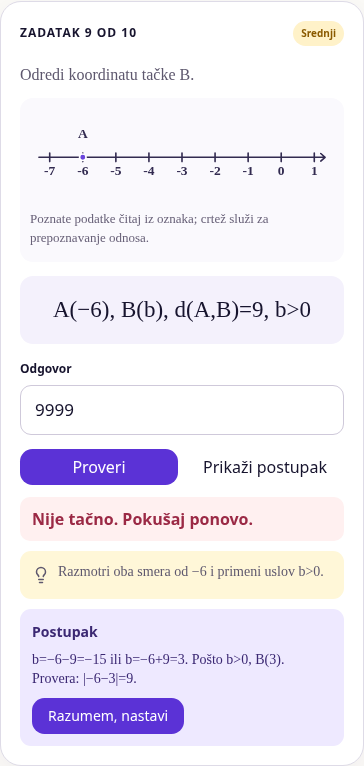 ZADATAK 9 OD 10
Srednji
Odredi koordinatu tačke B.
A
-7 -6 -5 -4 -3 -2 -1 0 1
Poznate podatke čitaj iz oznaka; crtež služi za
prepoznavanje odnosa.
A(−6), B(b), d(A,B)=9, b>0
Odgovor
9999
Proveri
Prikaži postupak
Nije tačno. Pokušaj ponovo.
Razmotri oba smera od −6 i primeni uslov b>0.
Postupak
b=−6−9=−15 ili b=−6+9=3. Pošto b>0, B(3).
Provera: |−6−3|=9.
Razumem, nastavi